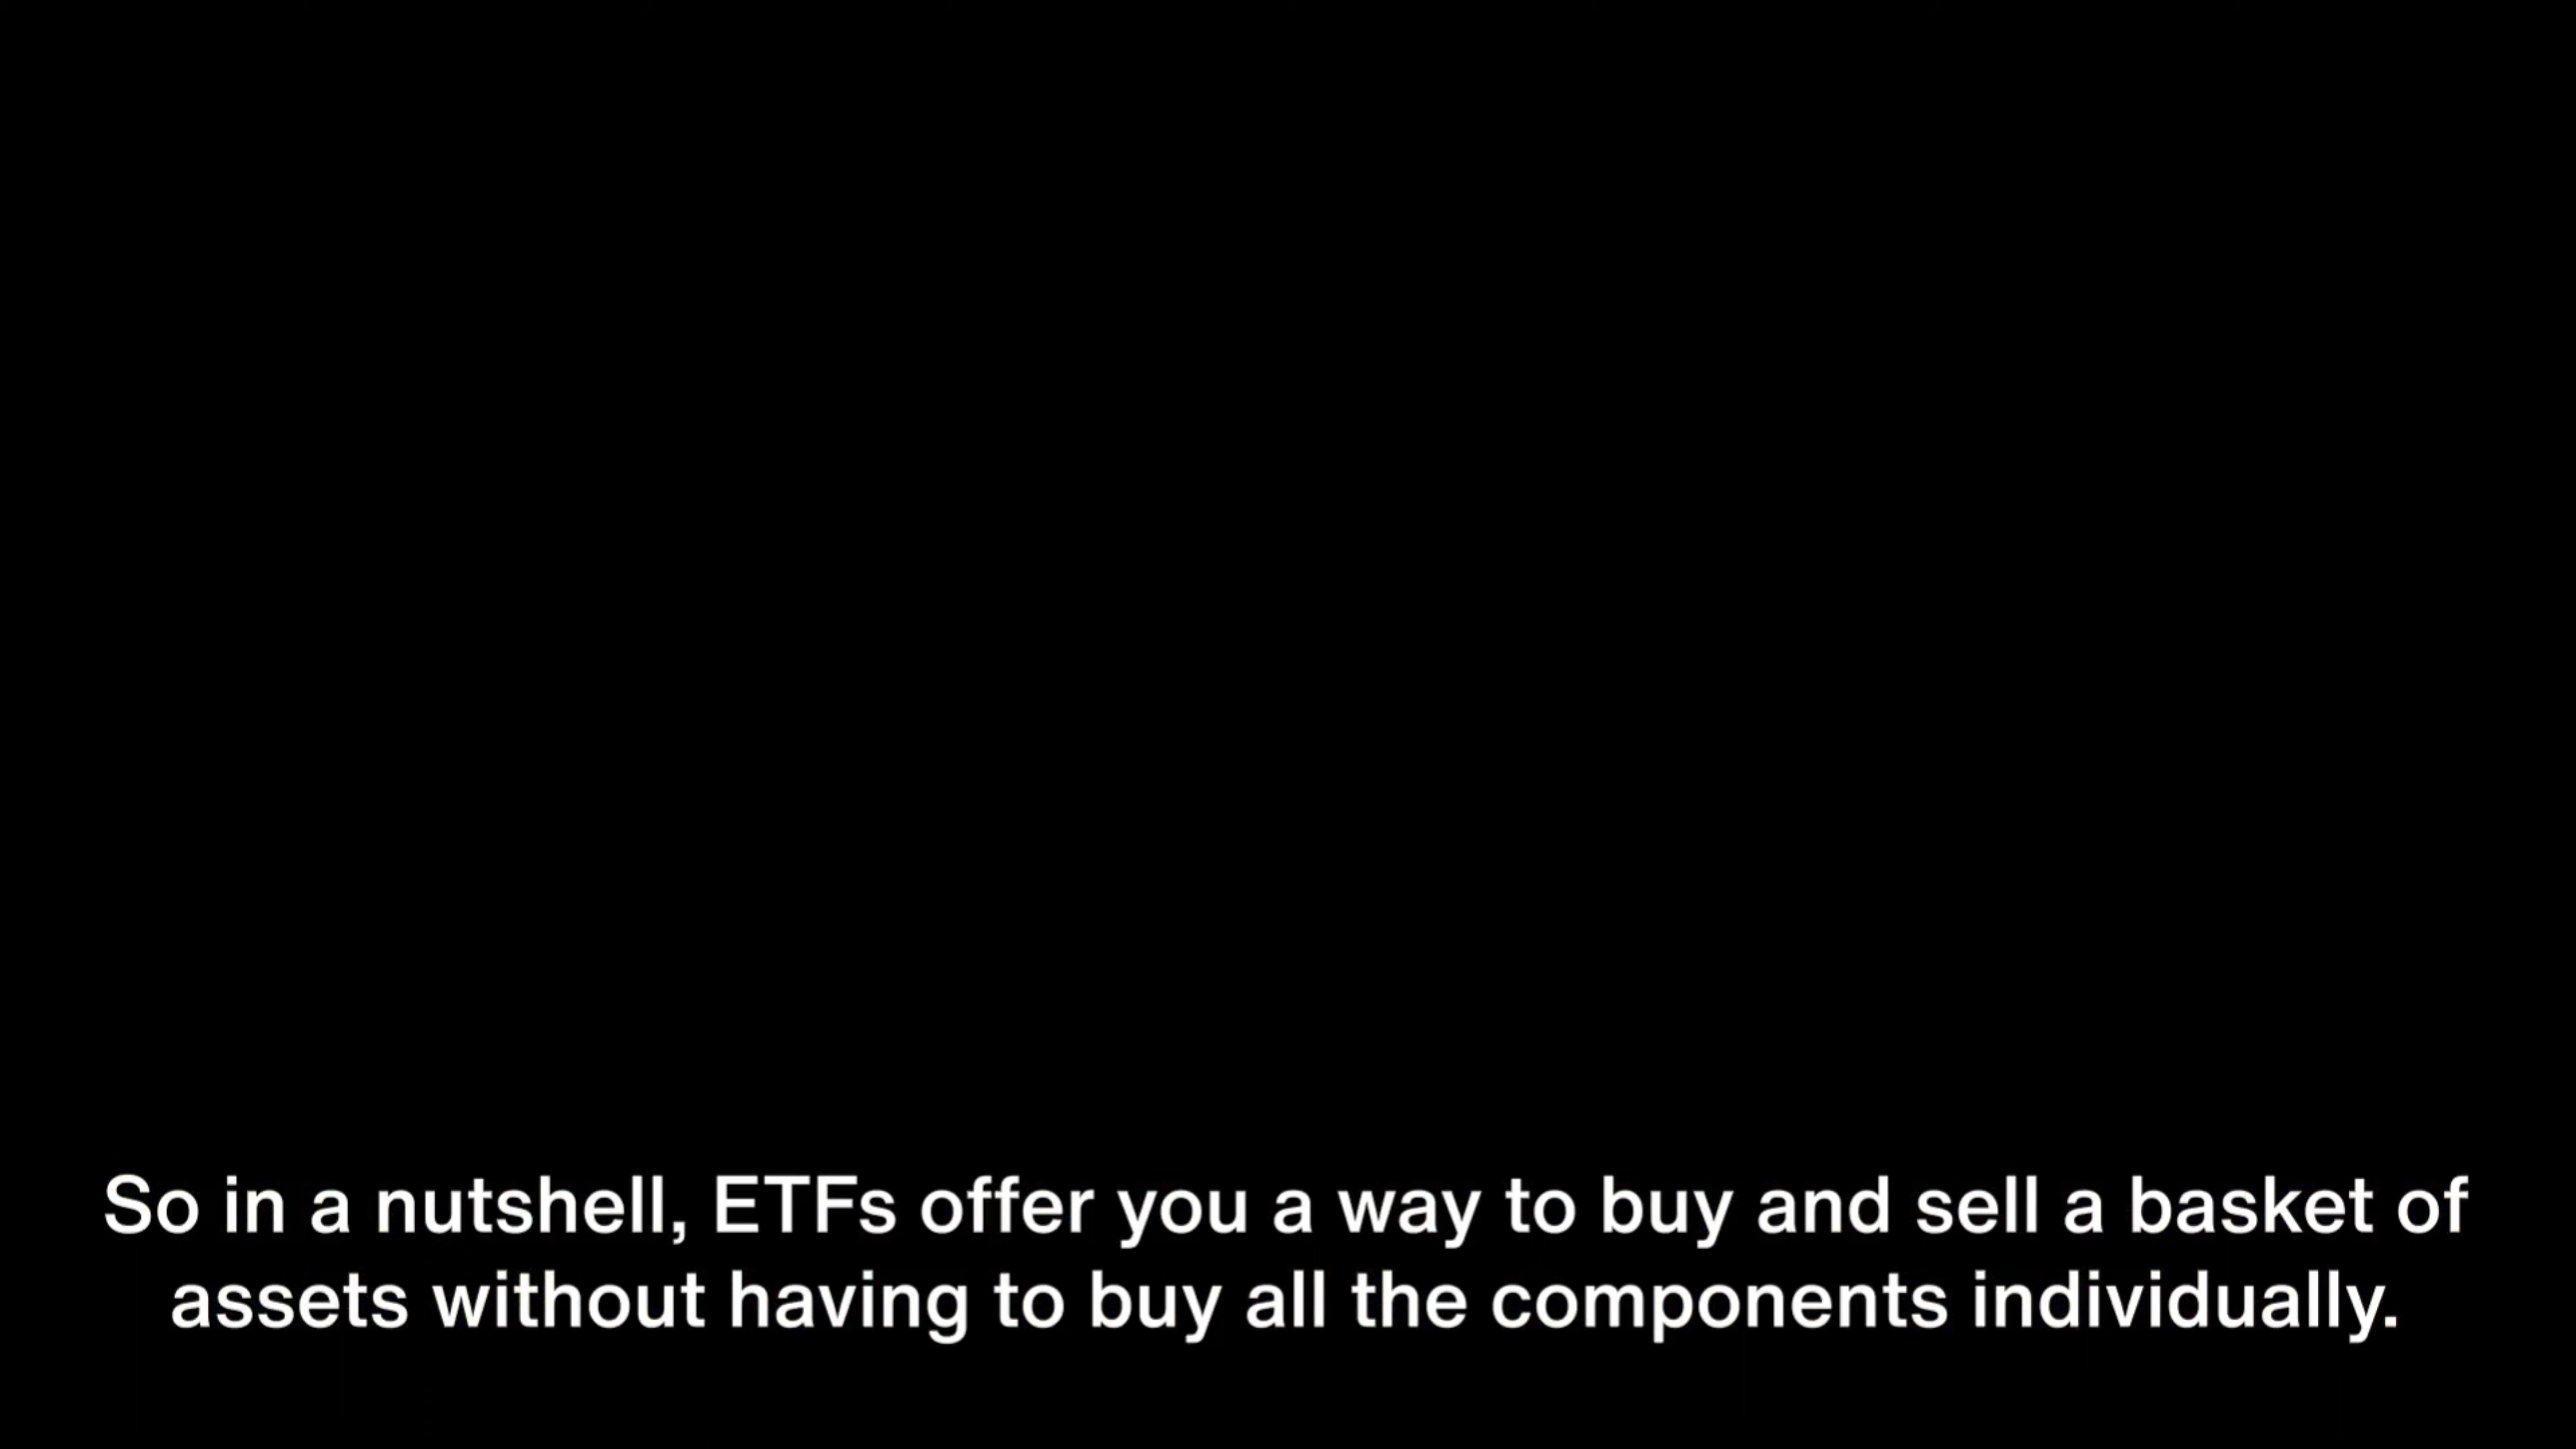 So in a nutshell, ETFs offer you a way to buy and sell a basket of
assets without having to buy all the components individually.